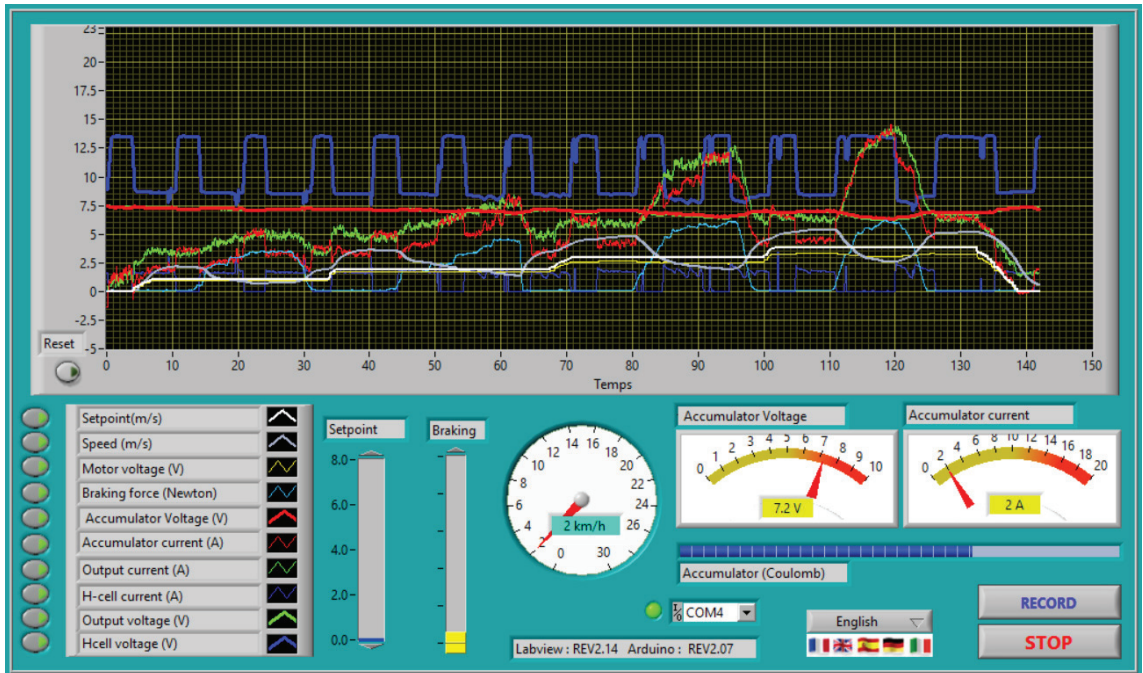 23
20
17.5
15
12.5
10
7.5
5
2.5
0
-2.5
-5
Reset
0 10 20 30 40 50 60 70 80 90 100 110 120 130 140 150
Temps
Setpoint(m/s)
Speed (m/s)
Motor voltage (V)
Braking force (Newton)
Accumulator Voltage (V)
Accumulator current (A)
Output current (A)
H-cell current (A)
Output voltage (V)
Hcell voltage (V)
Setpoint
8.0
6.0
4.0
2.0
0.0
Braking
0 2 4 6 8 10 12 14 16 18 20 22 24 26 30
2 km/h
Accumulator Voltage
0 1 2 3 4 5 6 7 8 9 10
7.2 V
Accumulator current
0 2 4 6 8 10 12 14 16 18 20
2 A
Accumulator (Coulomb)
I/O COM4
Labview : REV2.14 Arduino : REV2.07
English
RECORD
STOP